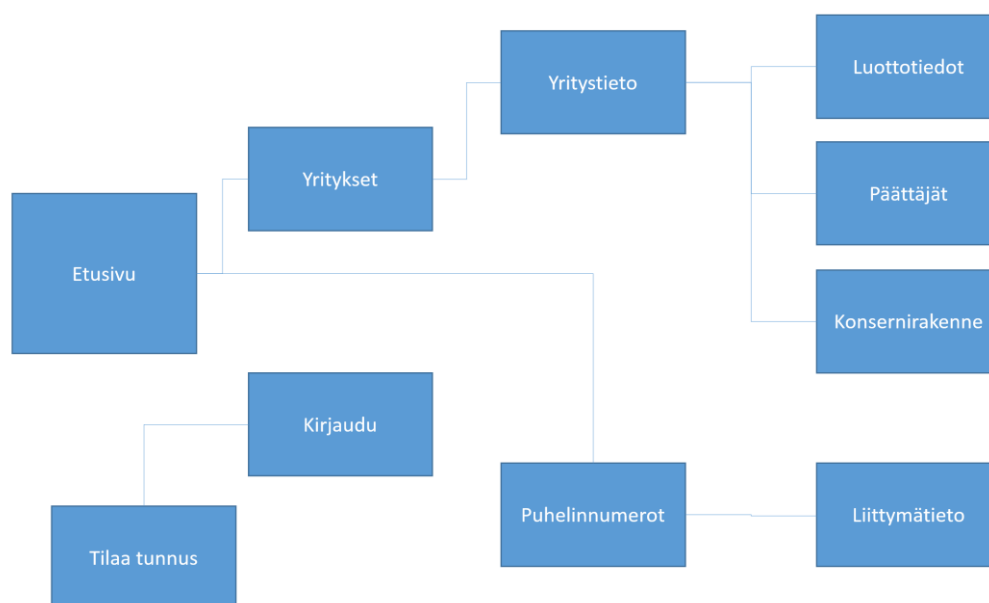 Luottotiedot
Yritystieto
Yritykset
Päättäjät
Etusivu
Konsernirakenne
Kirjaudu
Puhelinnumerot
Liittymätieto
Tilaa tunnus